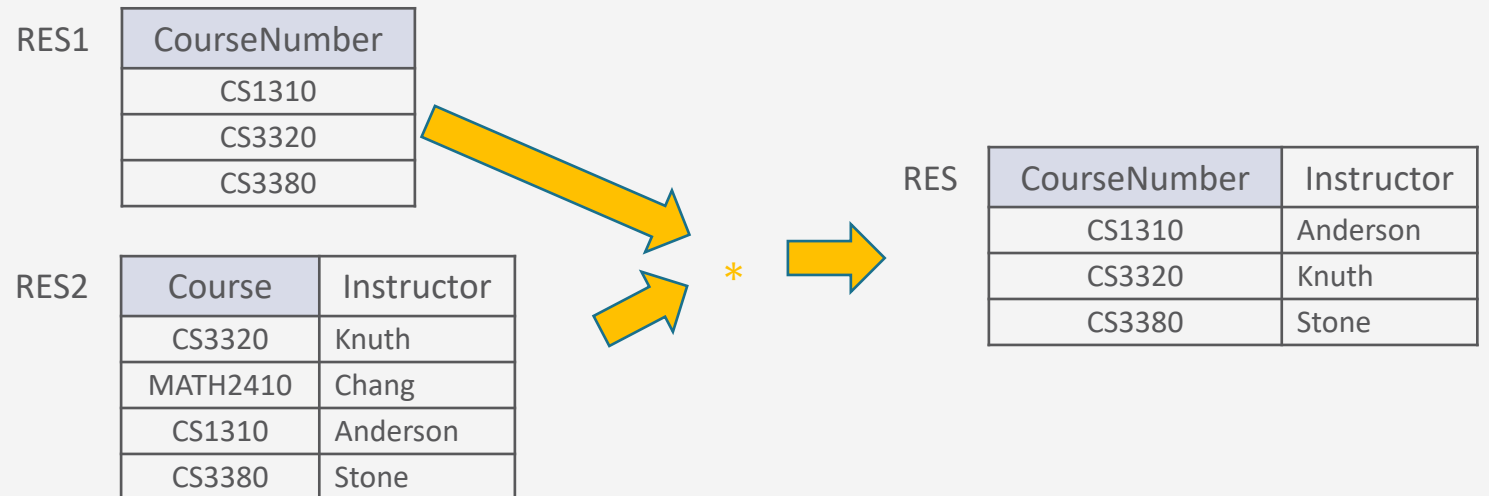 RES1 CourseNumber
CS1310
CS3320
CS3380
RES2 Course Instructor
CS3320 Knuth
MATH2410 Chang
CS1310 Anderson
CS3380 Stone
*
RES CourseNumber Instructor
CS1310 Anderson
CS3320 Knuth
CS3380 Stone